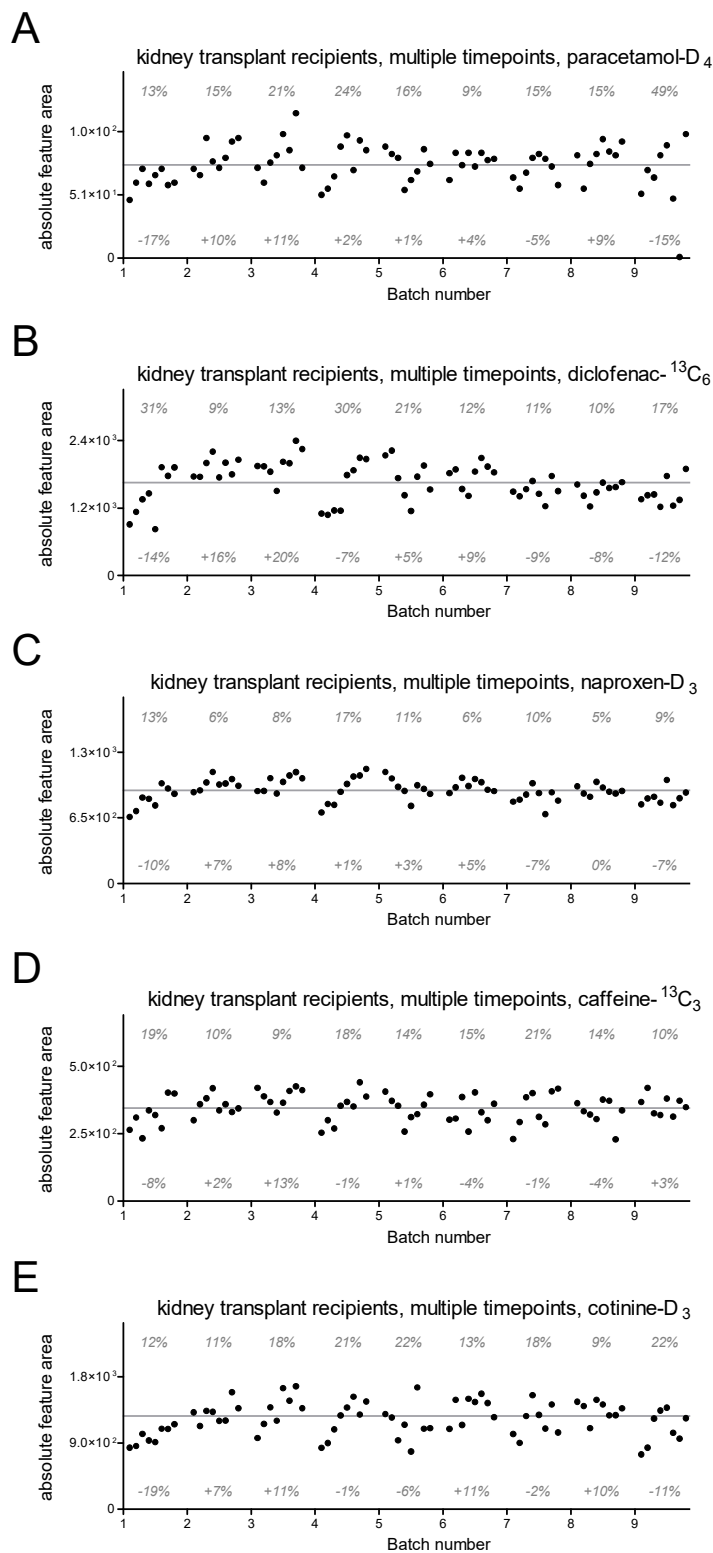 A
kidney transplant recipients, multiple timepoints, paracetamol-D₄
13% 15% 21% 24% 16% 9% 15% 15% 49%
absolute feature area
1.0×10²
5.1×10¹
0
-17% +10% +11% +2% +1% +4% -5% +9% -15%
1 2 3 4 5 6 7 8 9
Batch number
B
kidney transplant recipients, multiple timepoints, diclofenac-¹³C₆
31% 9% 13% 30% 21% 12% 11% 10% 17%
absolute feature area
2.4×10³
1.2×10³
0
-14% +16% +20% -7% +5% +9% -9% -8% -12%
1 2 3 4 5 6 7 8 9
Batch number
C
kidney transplant recipients, multiple timepoints, naproxen-D₃
13% 6% 8% 17% 11% 6% 10% 5% 9%
absolute feature area
1.3×10³
6.5×10²
0
-10% +7% +8% +1% +3% +5% -7% 0% -7%
1 2 3 4 5 6 7 8 9
Batch number
D
kidney transplant recipients, multiple timepoints, caffeine-¹³C₃
19% 10% 9% 18% 14% 15% 21% 14% 10%
absolute feature area
5.0×10²
2.5×10²
0
-8% +2% +13% -1% +1% -4% -1% -4% +3%
1 2 3 4 5 6 7 8 9
Batch number
E
kidney transplant recipients, multiple timepoints, cotinine-D₃
12% 11% 18% 21% 22% 13% 18% 9% 22%
absolute feature area
1.8×10³
9.0×10²
0
-19% +7% +11% -1% -6% +11% -2% +10% -11%
1 2 3 4 5 6 7 8 9
Batch number